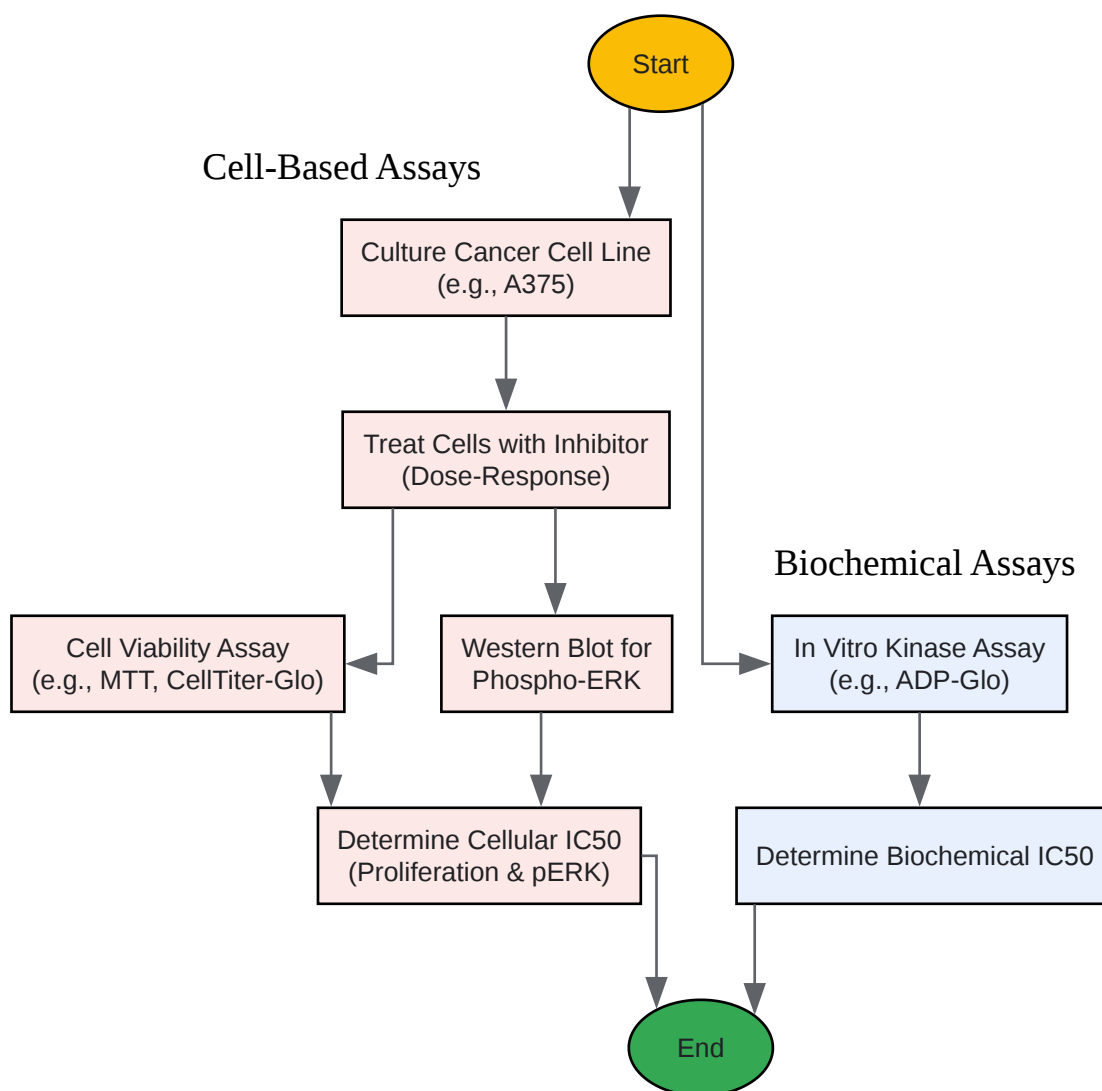 Start
Cell-Based Assays
Culture Cancer Cell Line
(e.g., A375)
Treat Cells with Inhibitor
(Dose-Response)
Biochemical Assays
Cell Viability Assay
(e.g., MTT, CellTiter-Glo)
Western Blot for
Phospho-ERK
In Vitro Kinase Assay
(e.g., ADP-Glo)
Determine Cellular IC50
(Proliferation & pERK)
Determine Biochemical IC50
End